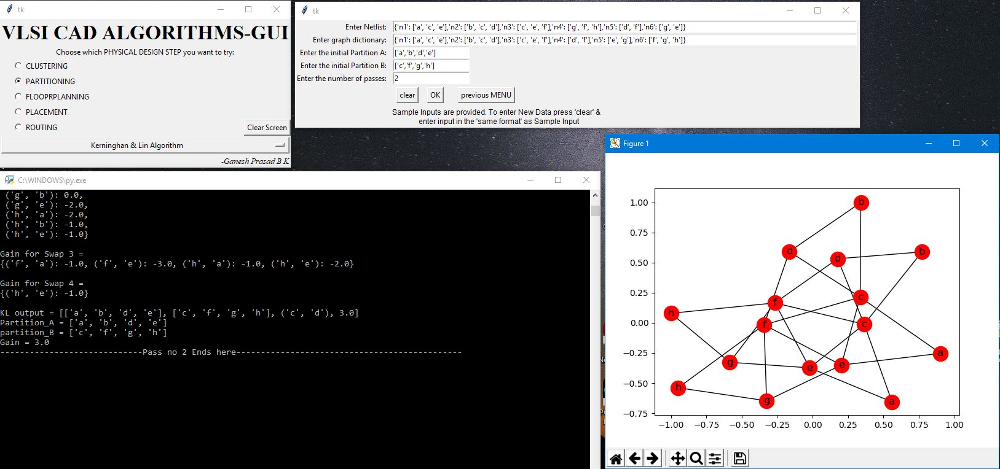 tk
VLSI CAD ALGORITHMS-GUI
Choose which PHYSICAL DESIGN STEP you want to try:
CLUSTERING
PARTITIONING
FLOOPRPLANNING
PLACEMENT
ROUTING
Clear Screen
Kerninghan & Lin Algorithm
-Ganesh Prasad B K
tk
Enter Netlist: {'n1': ['a', 'c', 'e'],'n2': ['b', 'c', 'd'],'n3': ['c', 'e', 'f'],'n4': ['g', 'f', 'h'],'n5': ['d', 'f'],'n6': ['g', 'e']}
Enter graph dictionary: {'n1': ['a', 'c', 'e'],'n2': ['b', 'c', 'd'],'n3': ['c', 'e', 'f'],'n4': ['d', 'f'],'n5': ['e', 'g'],'n6': ['f', 'g', 'h']}
Enter the initial Partition A: ['a','b','d','e']
Enter the initial Partition B: ['c','f','g','h']
Enter the number of passes: 2
clear OK previous MENU
Sample Inputs are provided. To enter New Data press 'clear' &
enter input in the 'same format' as Sample Input
C:\WINDOWS\py.exe
('g', 'b'): 0.0,
('g', 'e'): -2.0,
('h', 'a'): -2.0,
('h', 'b'): -1.0,
('h', 'e'): -1.0}
Gain for Swap 3 =
{('f', 'a'): -1.0, ('f', 'e'): -3.0, ('h', 'a'): -1.0, ('h', 'e'): -2.0}
Gain for Swap 4 =
{('h', 'e'): -1.0}
KL output = [['a', 'b', 'd', 'e'], ['c', 'f', 'g', 'h'], ('c', 'd'), 3.0]
Partition_A = ['a', 'b', 'd', 'e']
partition_B = ['c', 'f', 'g', 'h']
Gain = 3.0
-----------------------------Pass no 2 Ends here----------------------------------------------
Figure 1
1.00
0.75
0.50
0.25
0.00
−0.25
−0.50
−0.75
b
d
b
d
c
f
h
f
c
a
g
e
e
h
g
a
−1.00 −0.75 −0.50 −0.25 0.00 0.25 0.50 0.75 1.00